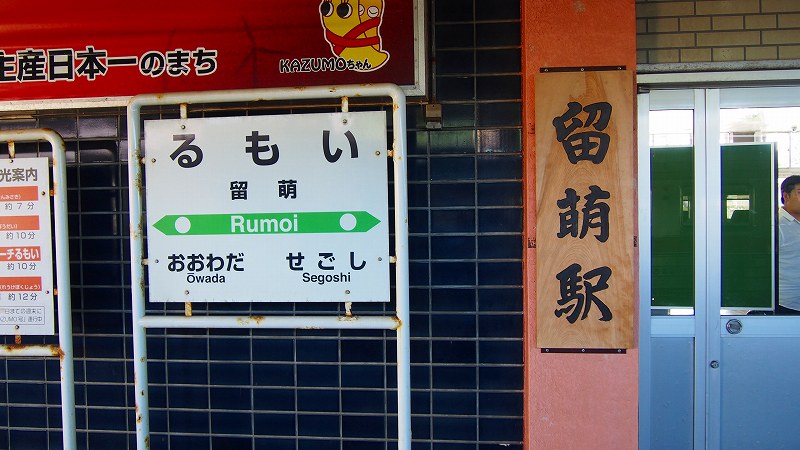 生産日本一のまち
KAZUMOちゃん
光案内
約7分
約10分
ーチるもい
約10分
約12分
るもい
留萌
Rumoi
おおわだ せごし
Ōwada Segoshi
留萌駅